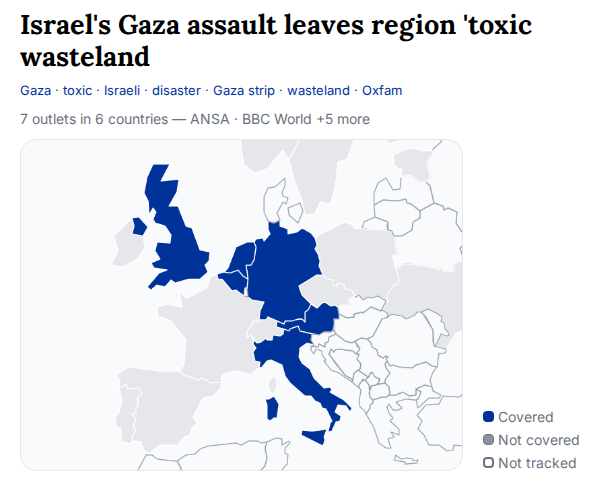 Israel's Gaza assault leaves region 'toxic
wasteland
Gaza · toxic · Israeli · disaster · Gaza strip · wasteland · Oxfam
7 outlets in 6 countries — ANSA · BBC World +5 more
Covered
Not covered
Not tracked